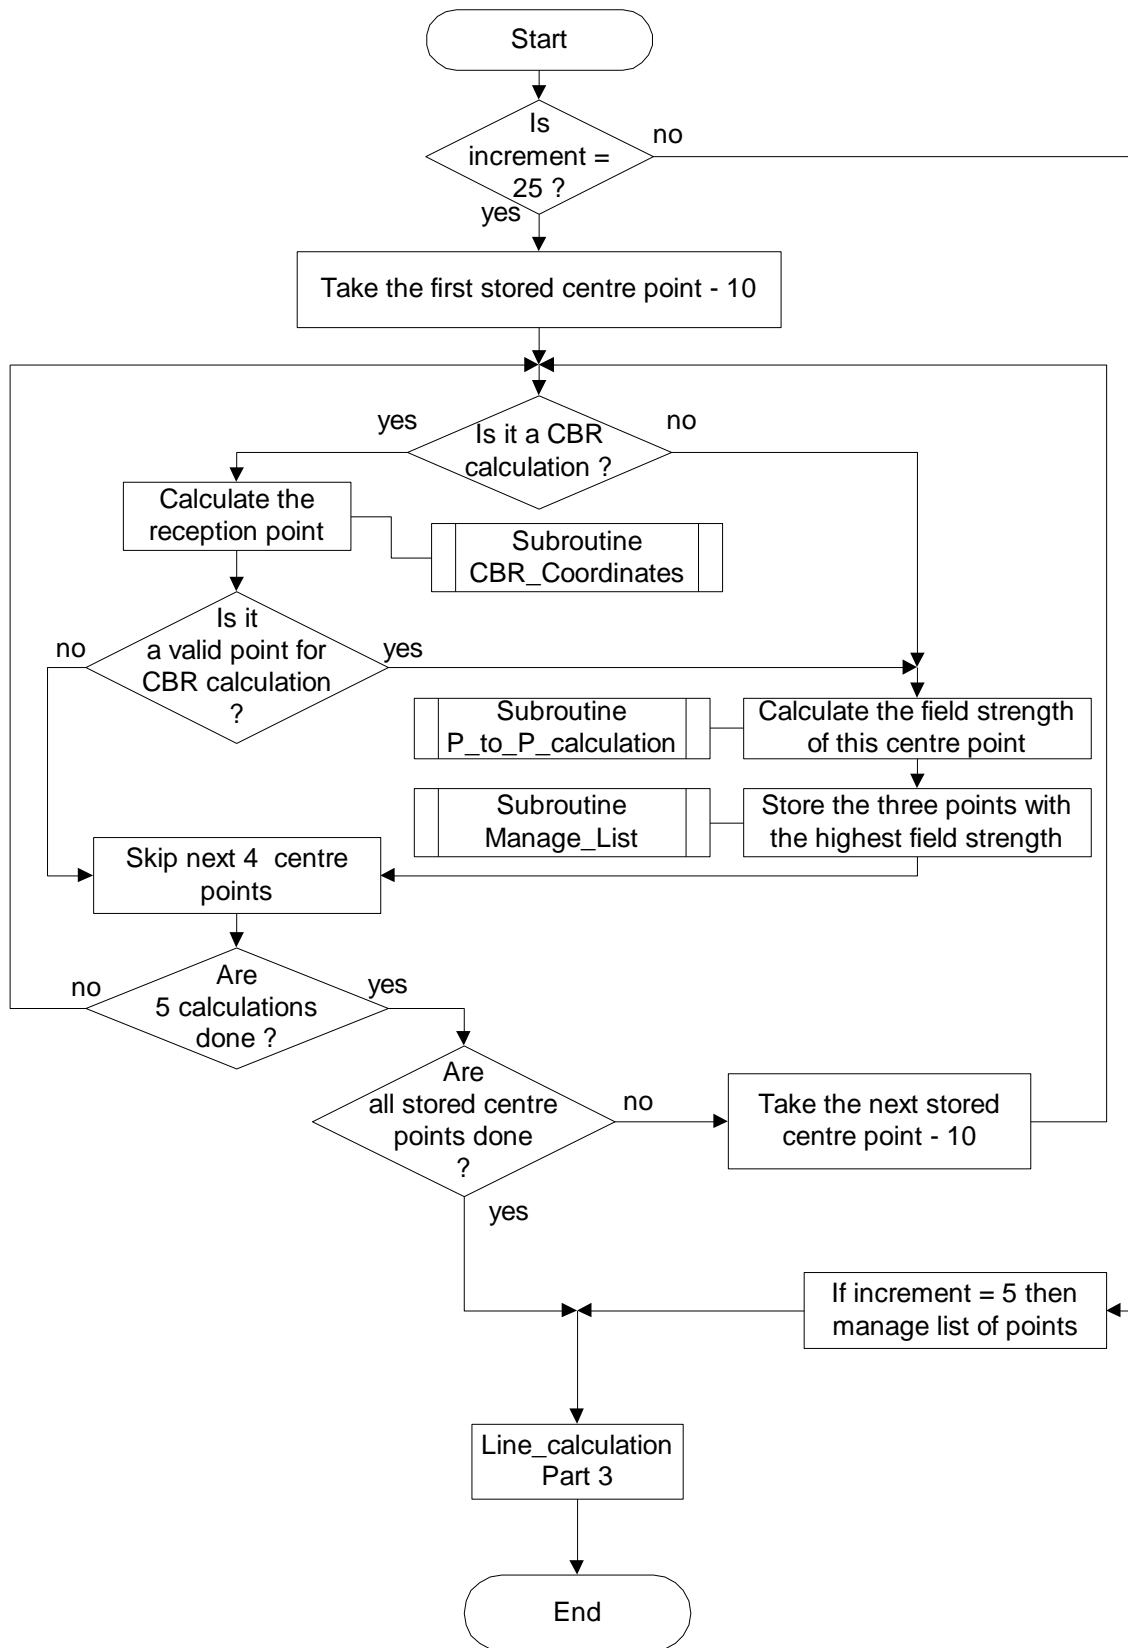 Start
Is
increment =
25 ?
no
yes
Take the first stored centre point - 10
yes
Is it a CBR
calculation ?
no
Calculate the
reception point
Subroutine
CBR_Coordinates
no
Is it
a valid point for
CBR calculation
?
yes
Subroutine
P_to_P_calculation
Calculate the field strength
of this centre point
Subroutine
Manage_List
Store the three points with
the highest field strength
Skip next 4 centre
points
no
Are
5 calculations
done ?
yes
Are
all stored centre
points done
?
no
Take the next stored
centre point - 10
yes
If increment = 5 then
manage list of points
Line_calculation
Part 3
End